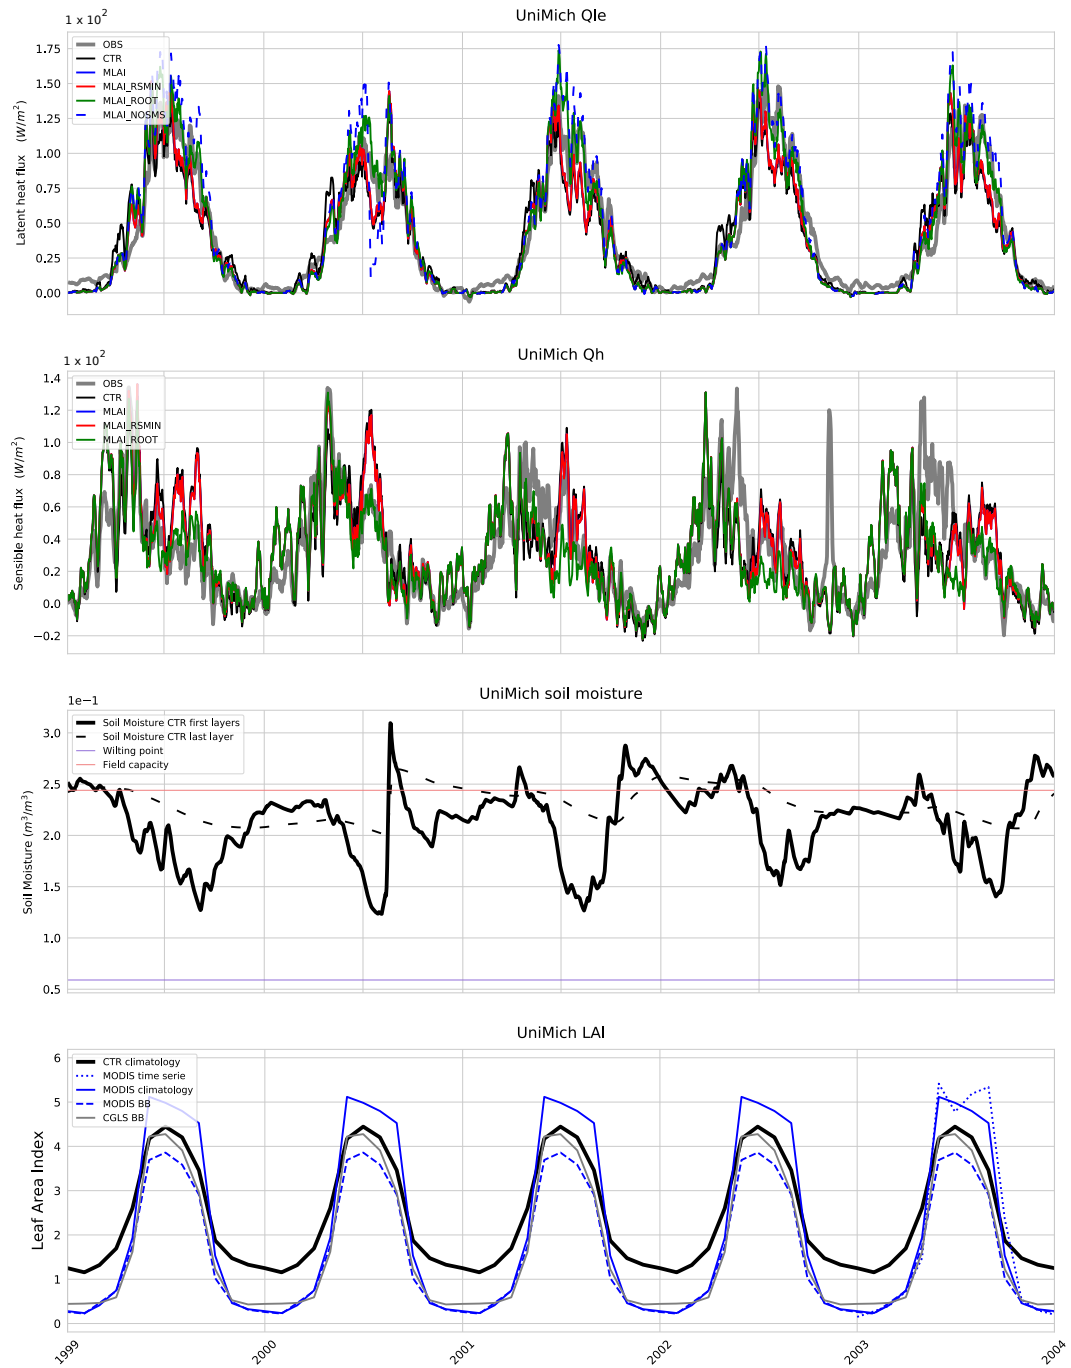 UniMich Qle
1 x 10²
Latent heat flux (W/m²)
1.75
1.50
1.25
1.00
0.75
0.50
0.25
0.00
OBS
CTR
MLAI
MLAI_RSMIN
MLAI_ROOT
MLAI_NOSMS
UniMich Qh
1 x 10²
Sensible heat flux (W/m²)
1.4
1.2
1.0
0.8
0.6
0.4
0.2
0.0
−0.2
OBS
CTR
MLAI
MLAI_RSMIN
MLAI_ROOT
UniMich soil moisture
1e−1
Soil Moisture (m³/m³)
3.0
2.5
2.0
1.5
1.0
0.5
Soil Moisture CTR first layers
Soil Moisture CTR last layer
Wilting point
Field capacity
UniMich LAI
Leaf Area Index
6
5
4
3
2
1
0
CTR climatology
MODIS time serie
MODIS climatology
MODIS BB
CGLS BB
1999
2000
2001
2002
2003
2004